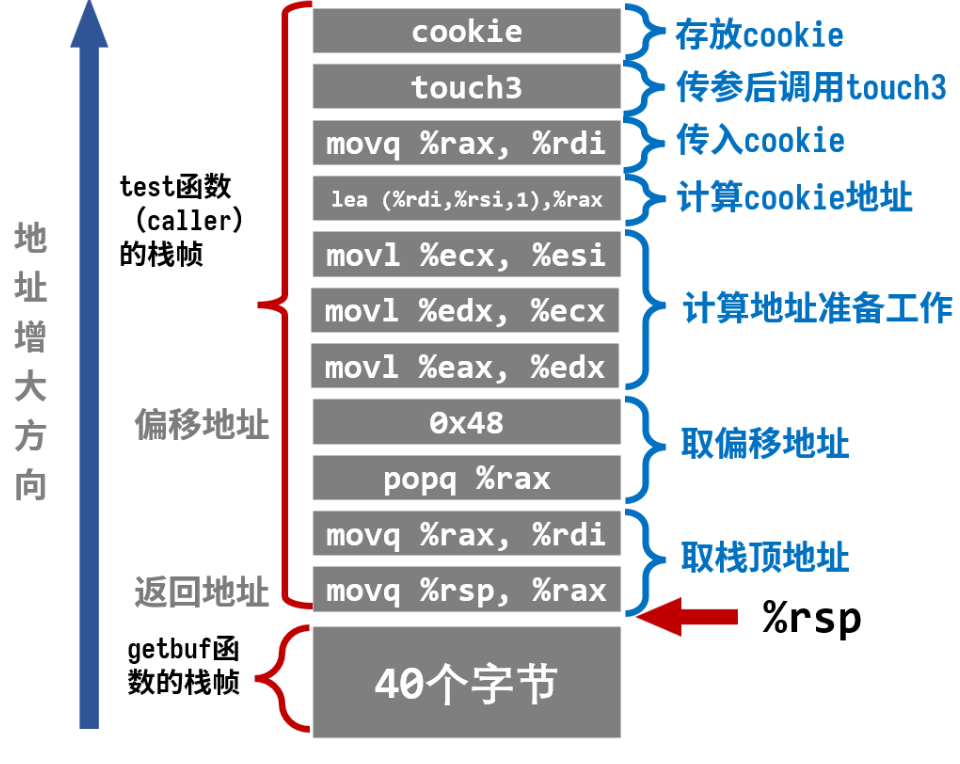 cookie
存放cookie
touch3
传参后调用touch3
movq %rax, %rdi
传入cookie
lea (%rdi,%rsi,1),%rax
计算cookie地址
test函数
（caller）
的栈帧
movl %ecx, %esi
movl %edx, %ecx
movl %eax, %edx
计算地址准备工作
地址增大方向
偏移地址
0x48
popq %rax
取偏移地址
movq %rax, %rdi
movq %rsp, %rax
取栈顶地址
返回地址
%rsp
getbuf函
数的栈帧
40个字节